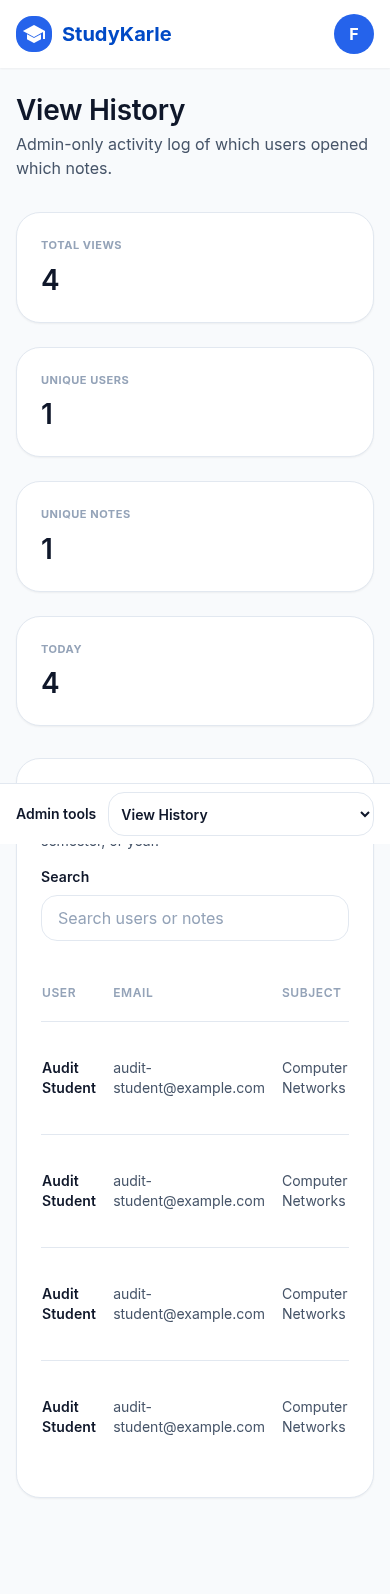 StudyKarle
F
View History
Admin-only activity log of which users opened
which notes.
TOTAL VIEWS
4
UNIQUE USERS
1
UNIQUE NOTES
1
TODAY
4
Admin tools
View History
semester, or year.
Search
Search users or notes
USER EMAIL SUBJECT
Audit Student audit-student@example.com Computer Networks
Audit Student audit-student@example.com Computer Networks
Audit Student audit-student@example.com Computer Networks
Audit Student audit-student@example.com Computer Networks